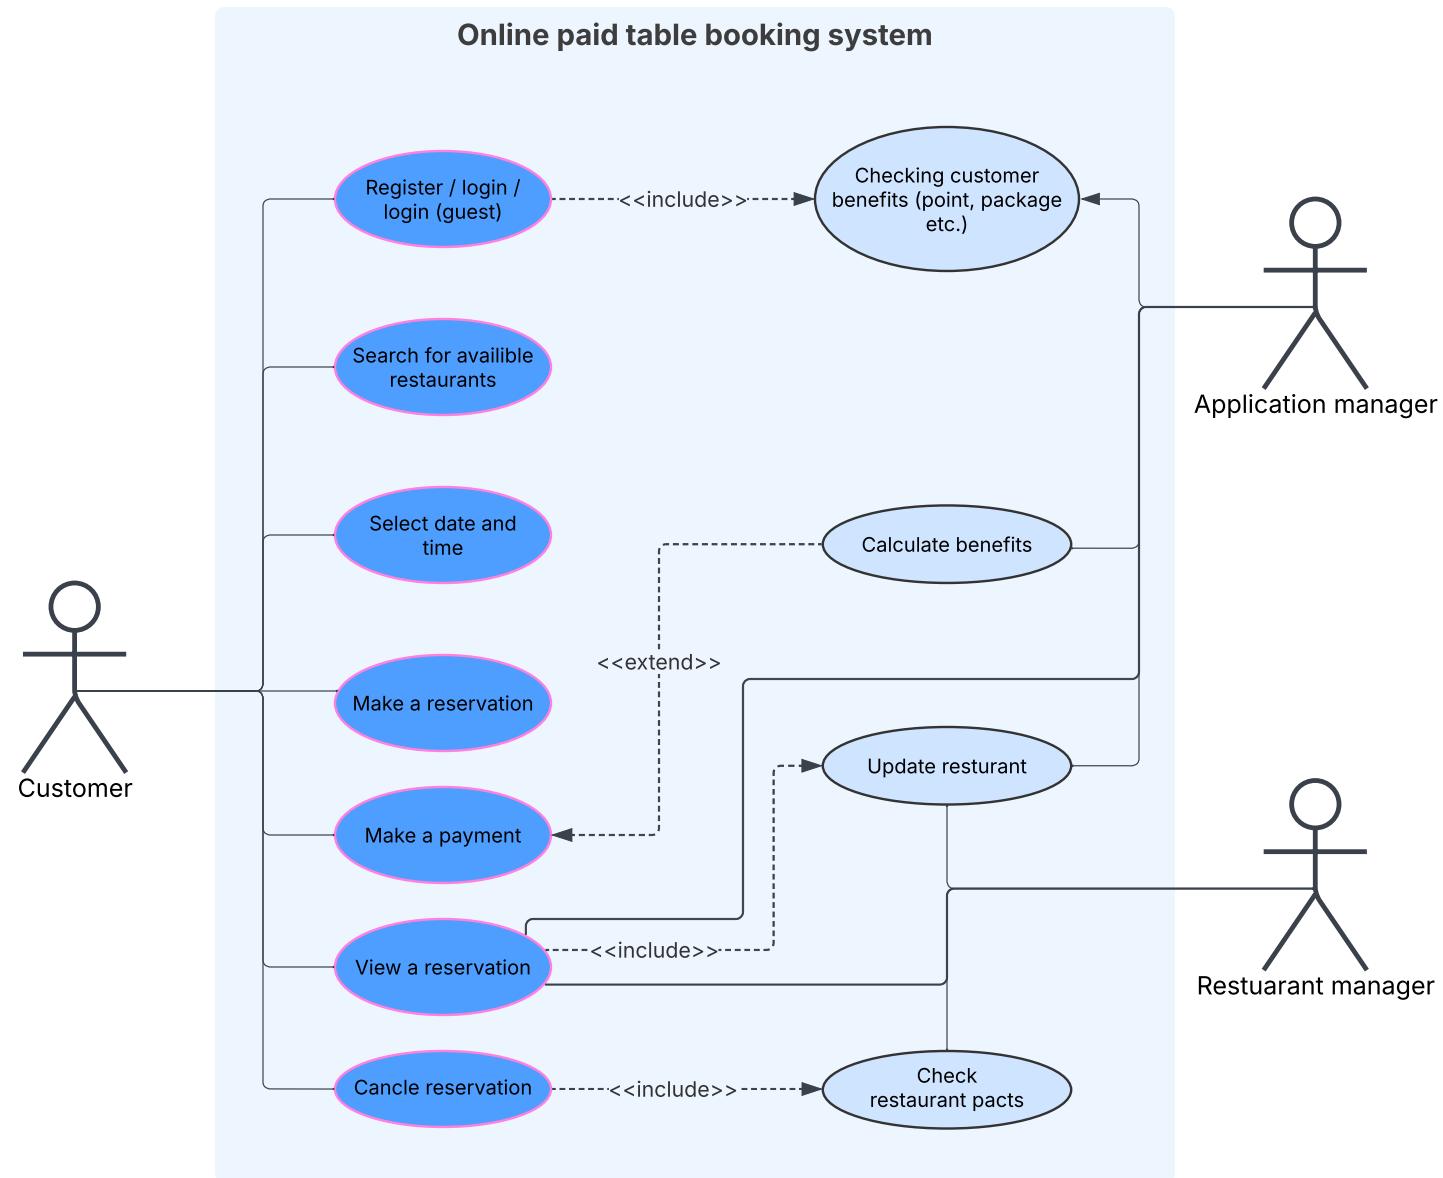 Online paid table booking system
Register / login /
login (guest)
<<include>>
Checking customer
benefits (point, package
etc.)
Application manager
Search for availible
restaurants
Select date and
time
Calculate benefits
<<extend>>
Customer
Make a reservation
Update resturant
Make a payment
View a reservation
<<include>>
Restuarant manager
Cancle reservation
<<include>>
Check
restaurant pacts